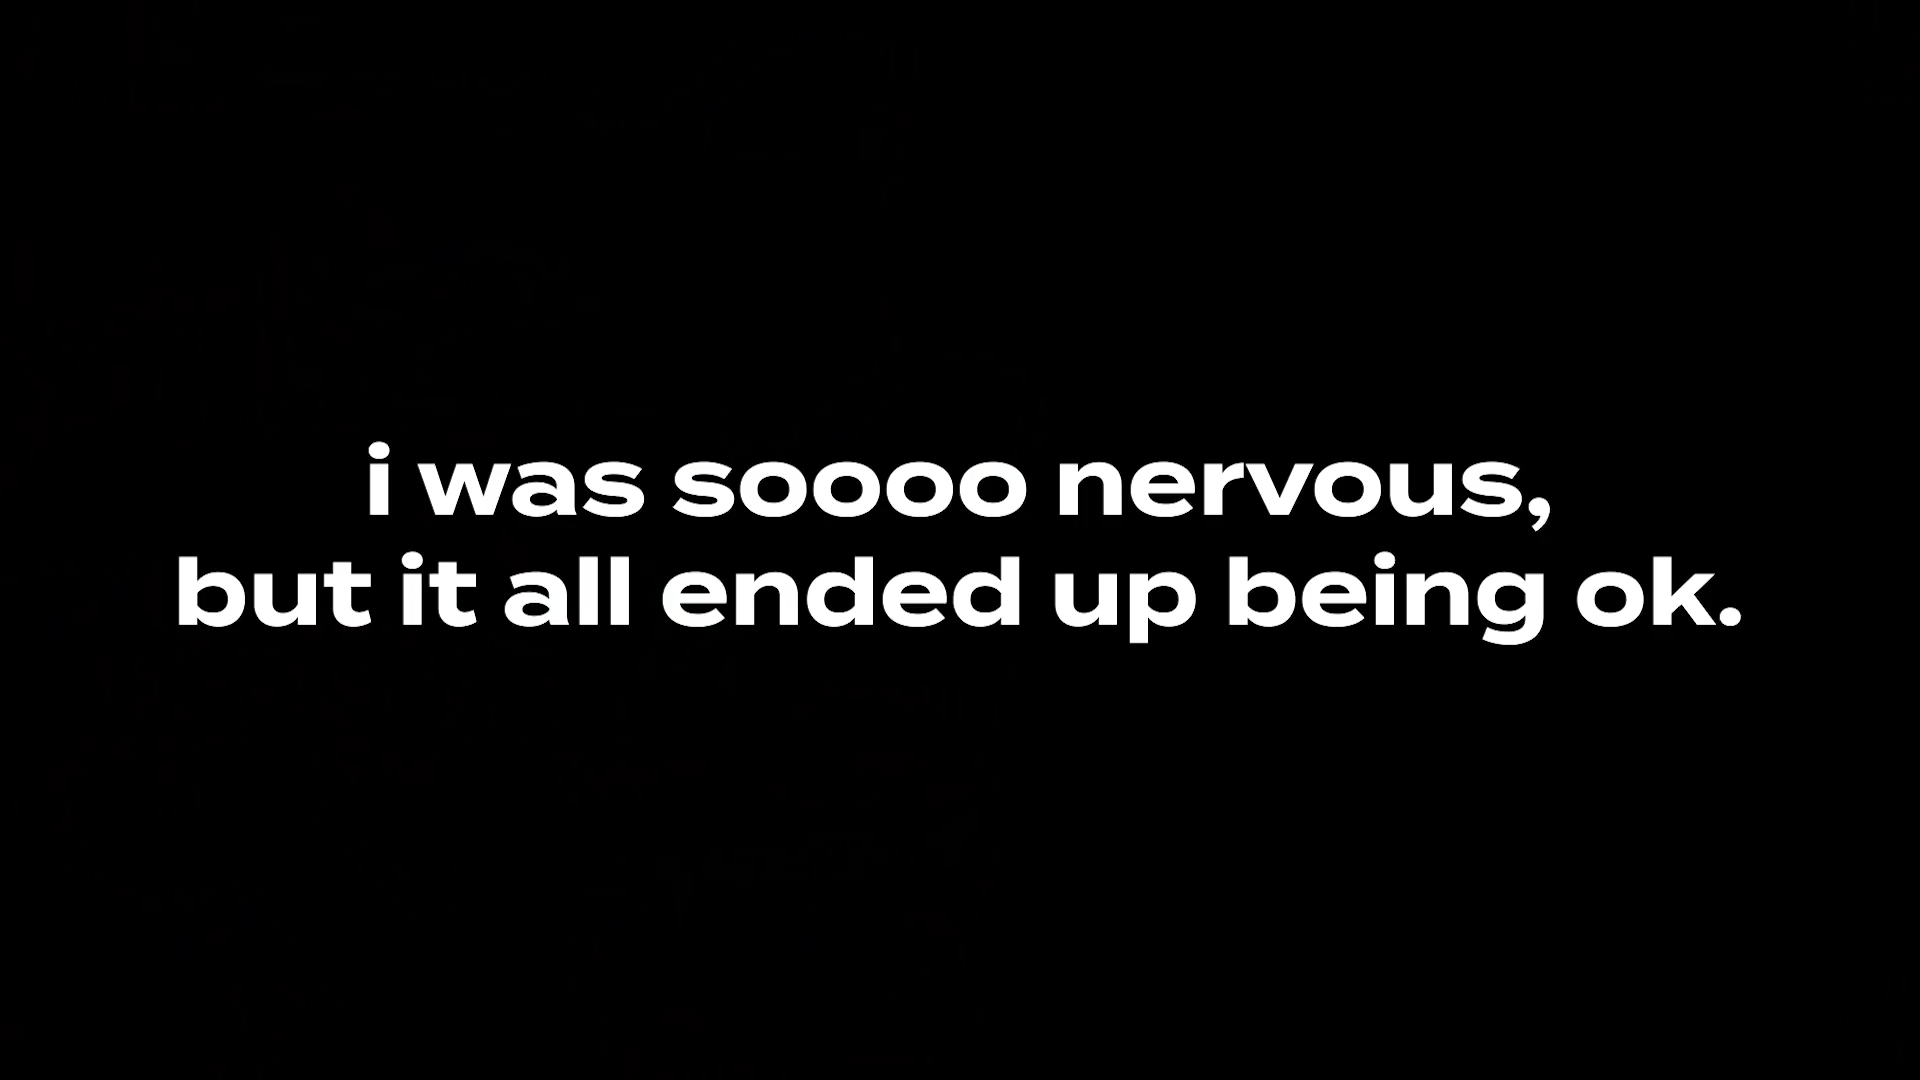 i was soooo nervous,
but it all ended up being ok.